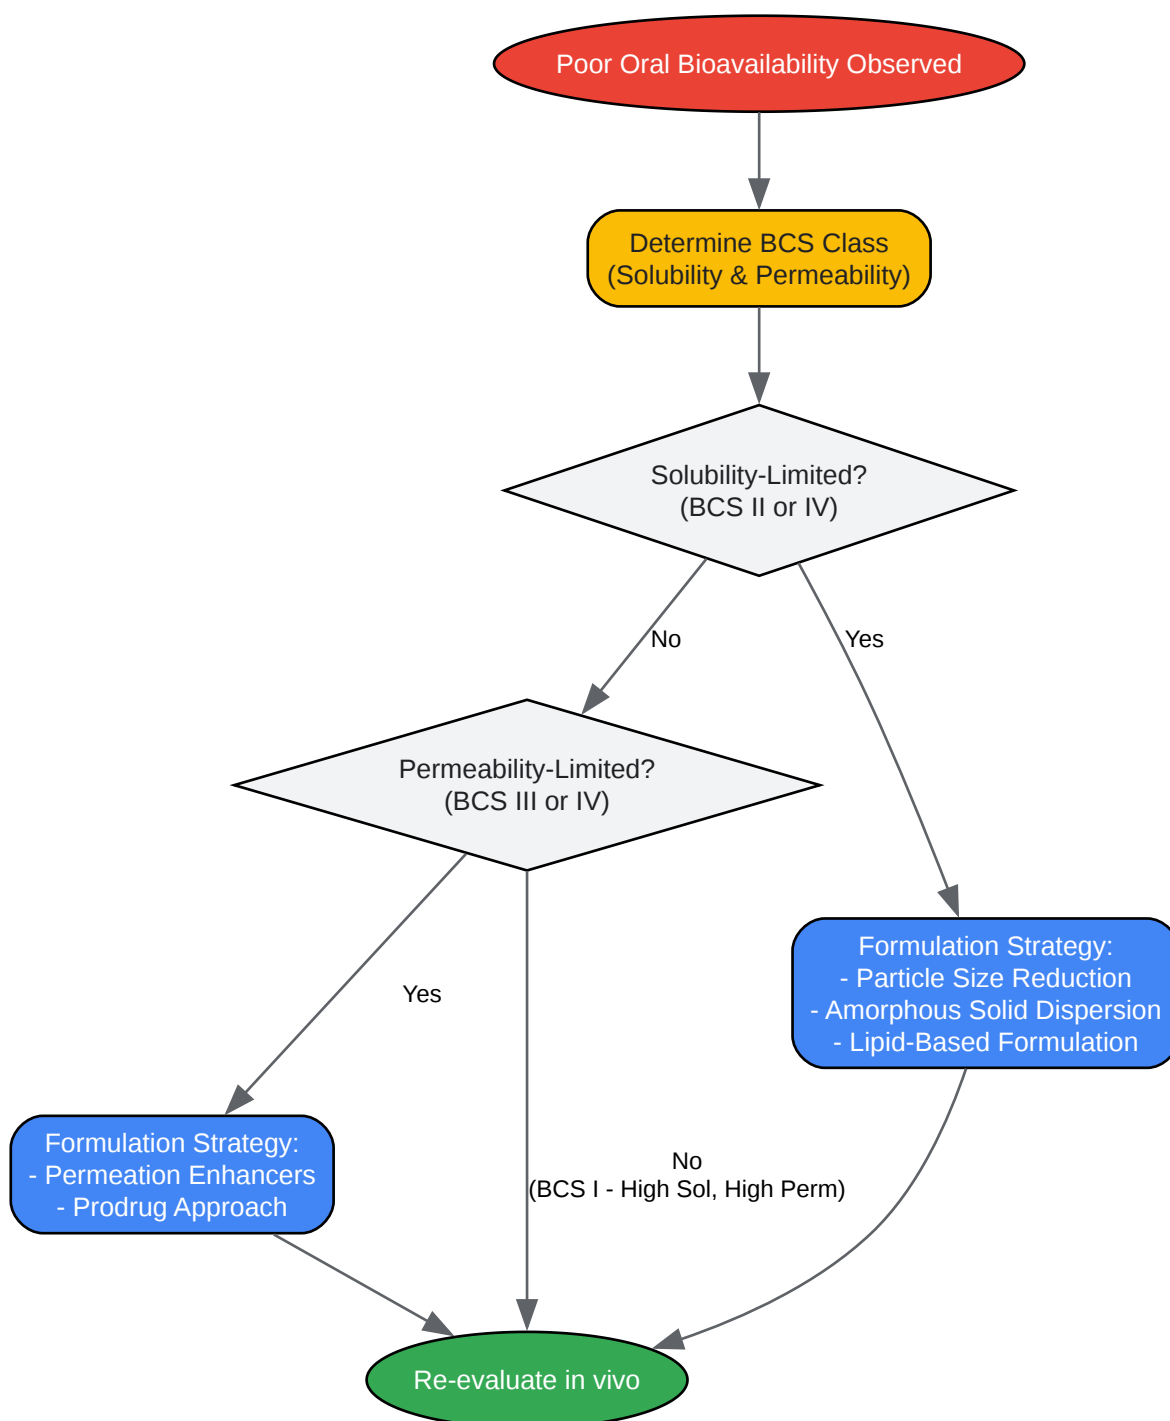 Poor Oral Bioavailability Observed
Determine BCS Class
(Solubility & Permeability)
Solubility-Limited?
(BCS II or IV)
No
Yes
Permeability-Limited?
(BCS III or IV)
Formulation Strategy:
- Particle Size Reduction
- Amorphous Solid Dispersion
- Lipid-Based Formulation
Yes
Formulation Strategy:
- Permeation Enhancers
- Prodrug Approach
No
(BCS I - High Sol, High Perm)
Re-evaluate in vivo